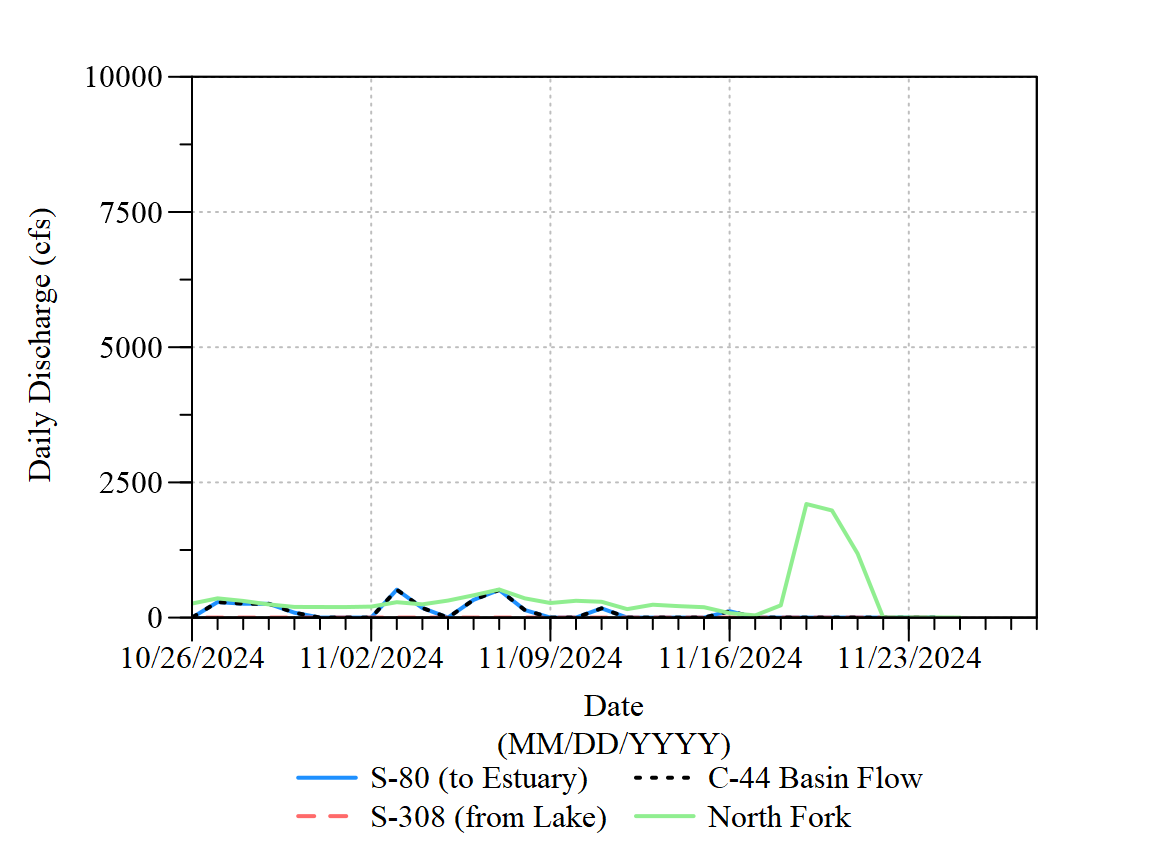 10000
7500
5000
2500
0
Daily Discharge (cfs)
10/26/2024 11/02/2024 11/09/2024 11/16/2024 11/23/2024
Date
(MM/DD/YYYY)
S-80 (to Estuary) C-44 Basin Flow
S-308 (from Lake) North Fork